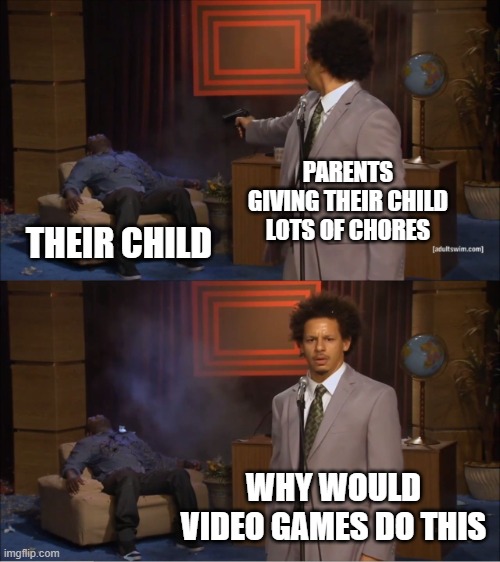 PARENTS
GIVING THEIR CHILD
LOTS OF CHORES
THEIR CHILD
[adultswim.com]
WHY WOULD
VIDEO GAMES DO THIS
imgflip.com